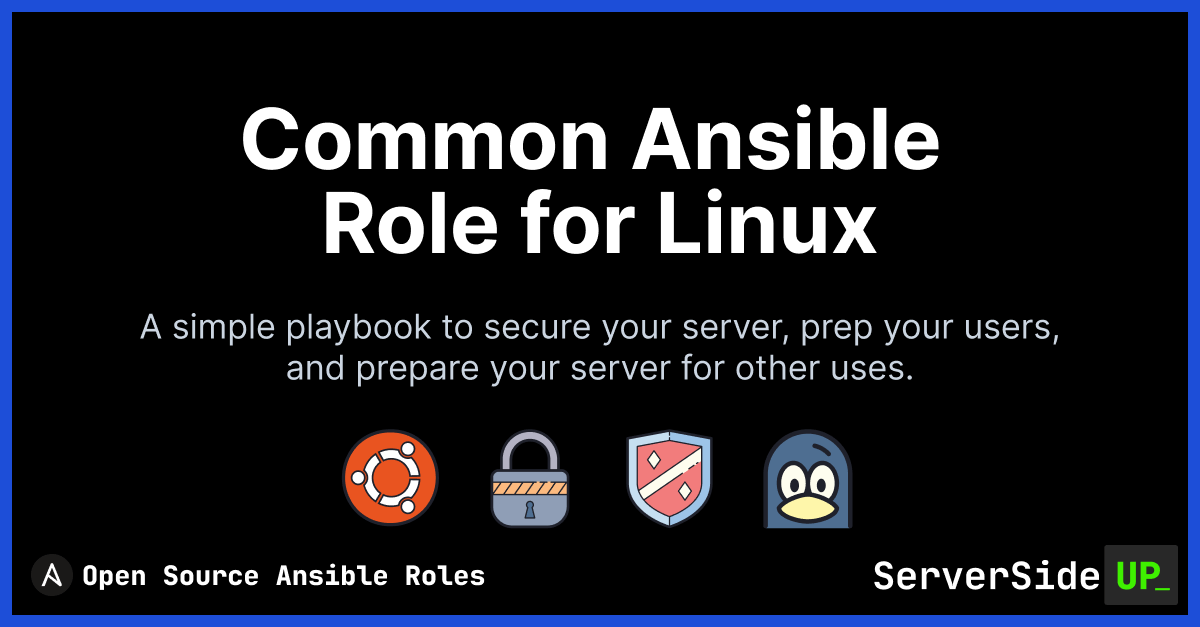 Common Ansible
Role for Linux
A simple playbook to secure your server, prep your users,
and prepare your server for other uses.
Open Source Ansible Roles
ServerSide UP_